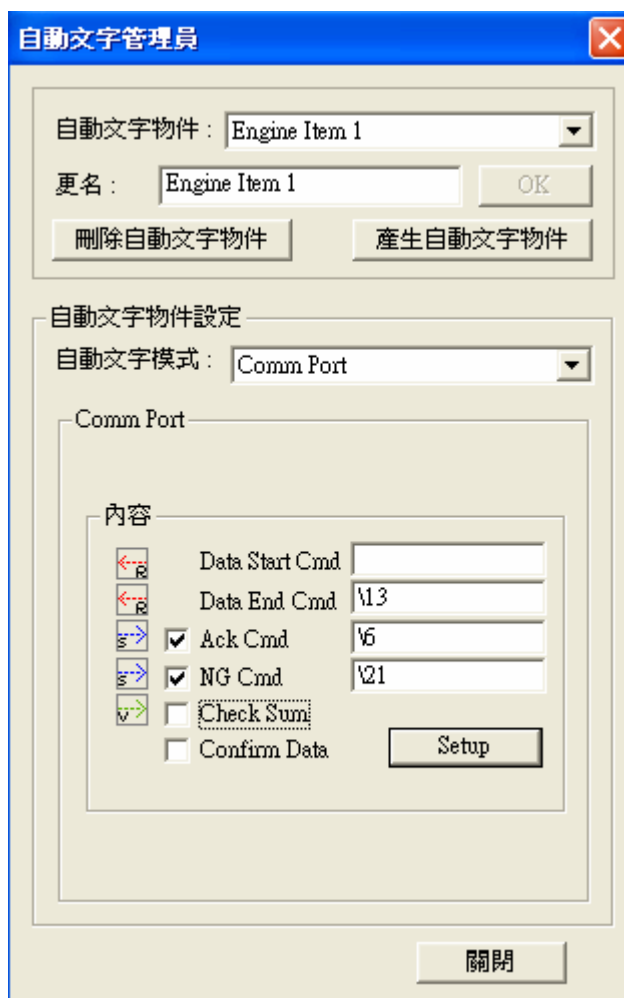 自動文字管理員
自動文字物件 : Engine Item 1
更名 : Engine Item 1 OK
刪除自動文字物件 產生自動文字物件
自動文字物件設定
自動文字模式 : Comm Port
Comm Port
內容
R Data Start Cmd
R Data End Cmd \13
S Ack Cmd \6
S NG Cmd \21
V Check Sum
Confirm Data Setup
關閉